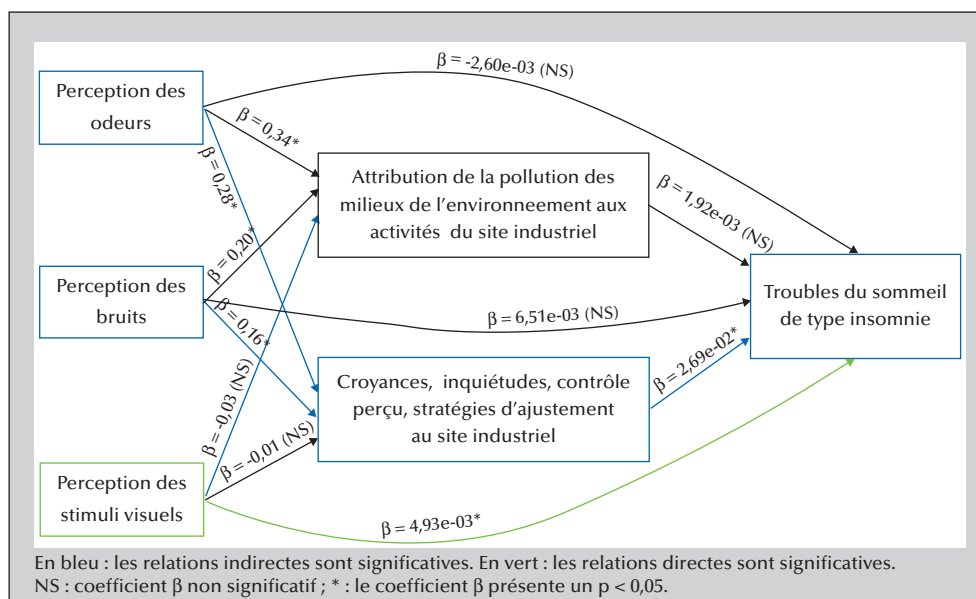 β = -2,60e-03 (NS)
Perception des
odeurs
β = 0,34*
β = 0,28*
Attribution de la pollution des
milieux de l'environneement aux
activités du site industriel
β = 1,92e-03 (NS)
β = 0,20*
Perception des
bruits
Troubles du sommeil
de type insomnie
β = 6,51e-03 (NS)
β = 0,16*
β = -0,03 (NS)
Croyances, inquiétudes, contrôle
perçu, stratégies d'ajustement
au site industriel
β = 2,69e-02*
β = -0,01 (NS)
Perception des
stimuli visuels
β = 4,93e-03*
En bleu : les relations indirectes sont significatives. En vert : les relations directes sont significatives.
NS : coefficient β non significatif ; * : le coefficient β présente un p < 0,05.